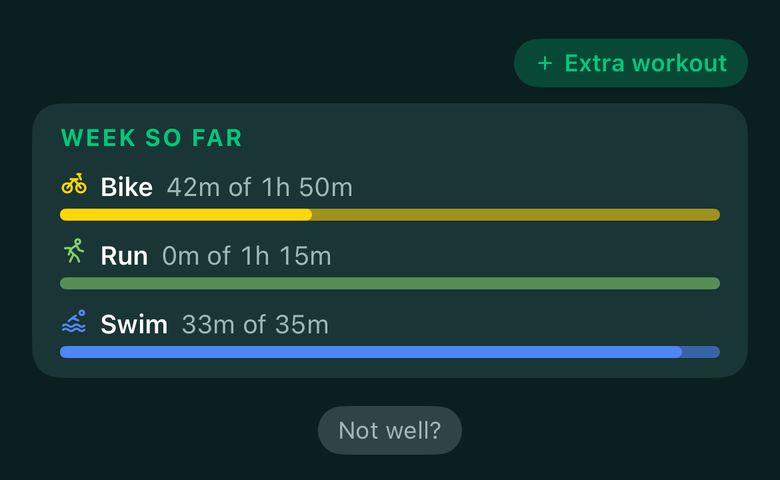 + Extra workout
WEEK SO FAR
Bike 42m of 1h 50m
Run 0m of 1h 15m
Swim 33m of 35m
Not well?